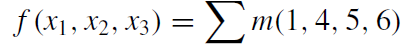 f (x1, x2, x3) = ∑ m(1, 4, 5, 6)